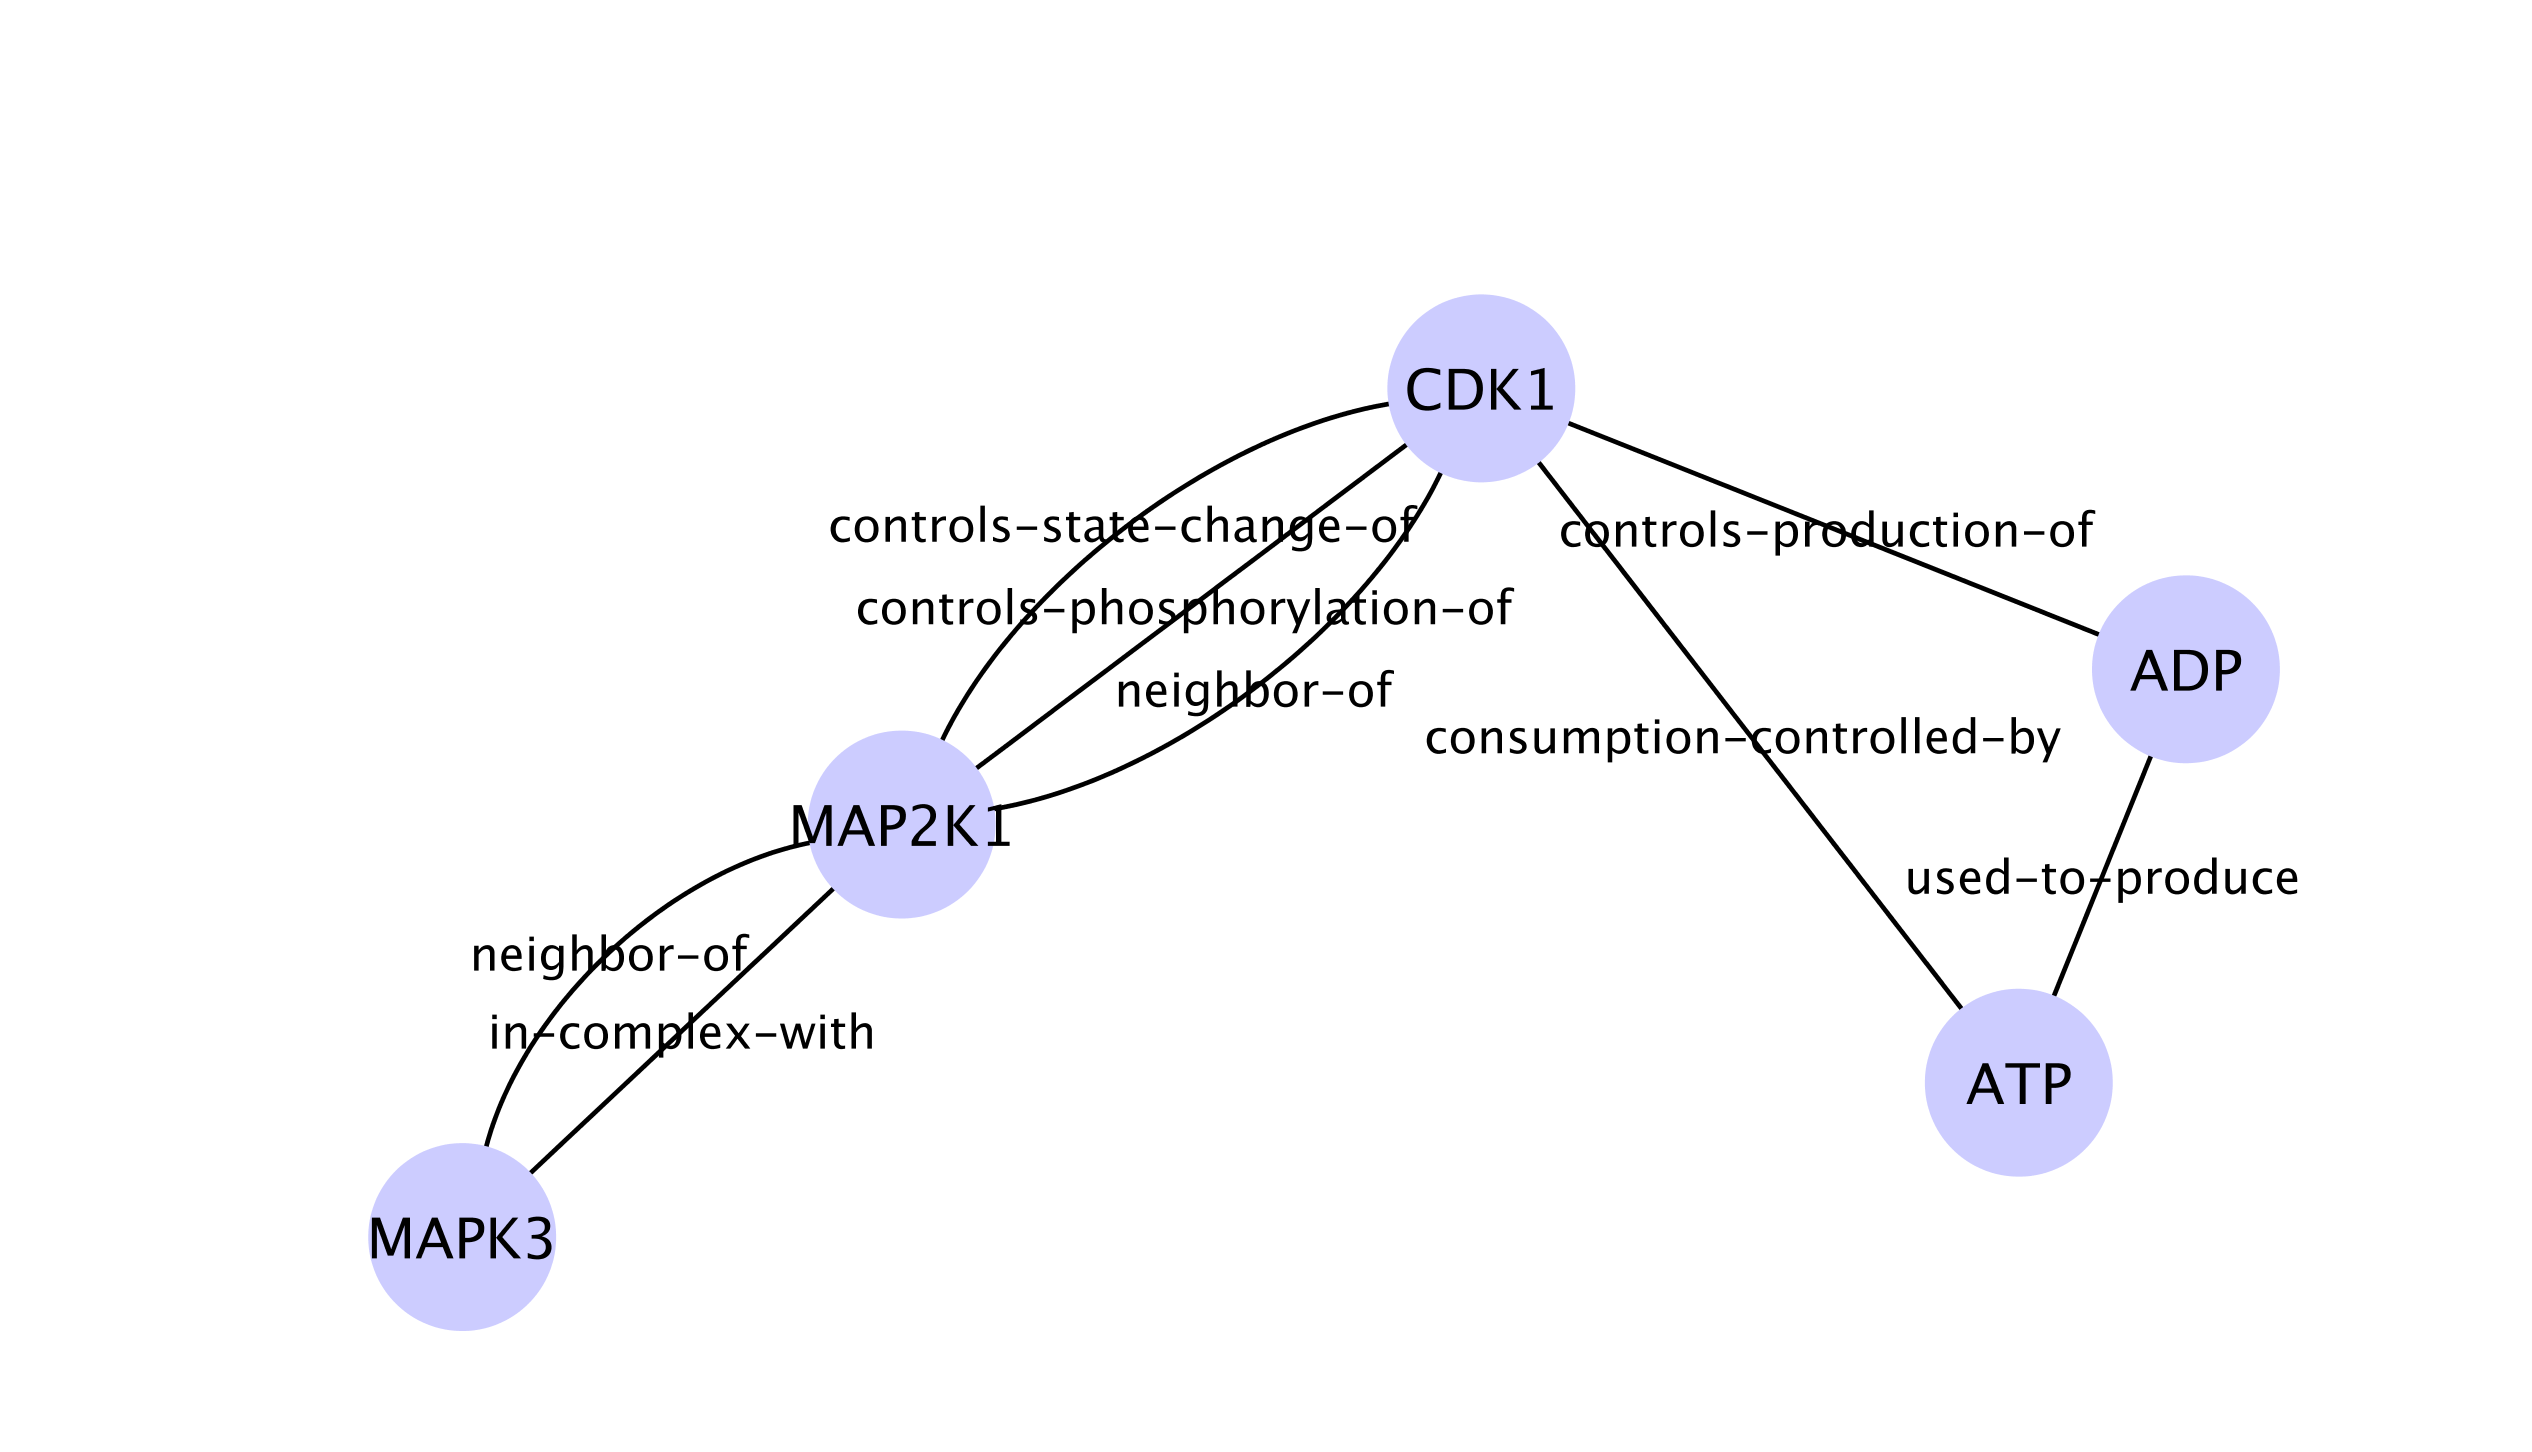 CDK1
controls-state-change-of
controls-production-of
controls-phosphorylation-of
ADP
neighbor-of
consumption-controlled-by
MAP2K1
used-to-produce
neighbor-of
in-complex-with
ATP
MAPK3